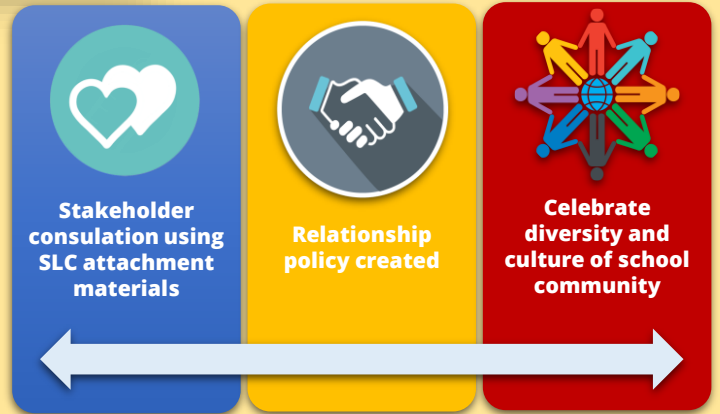 Stakeholder
consulation using
SLC attachment
materials
Relationship
policy created
Celebrate
diversity and
culture of school
community